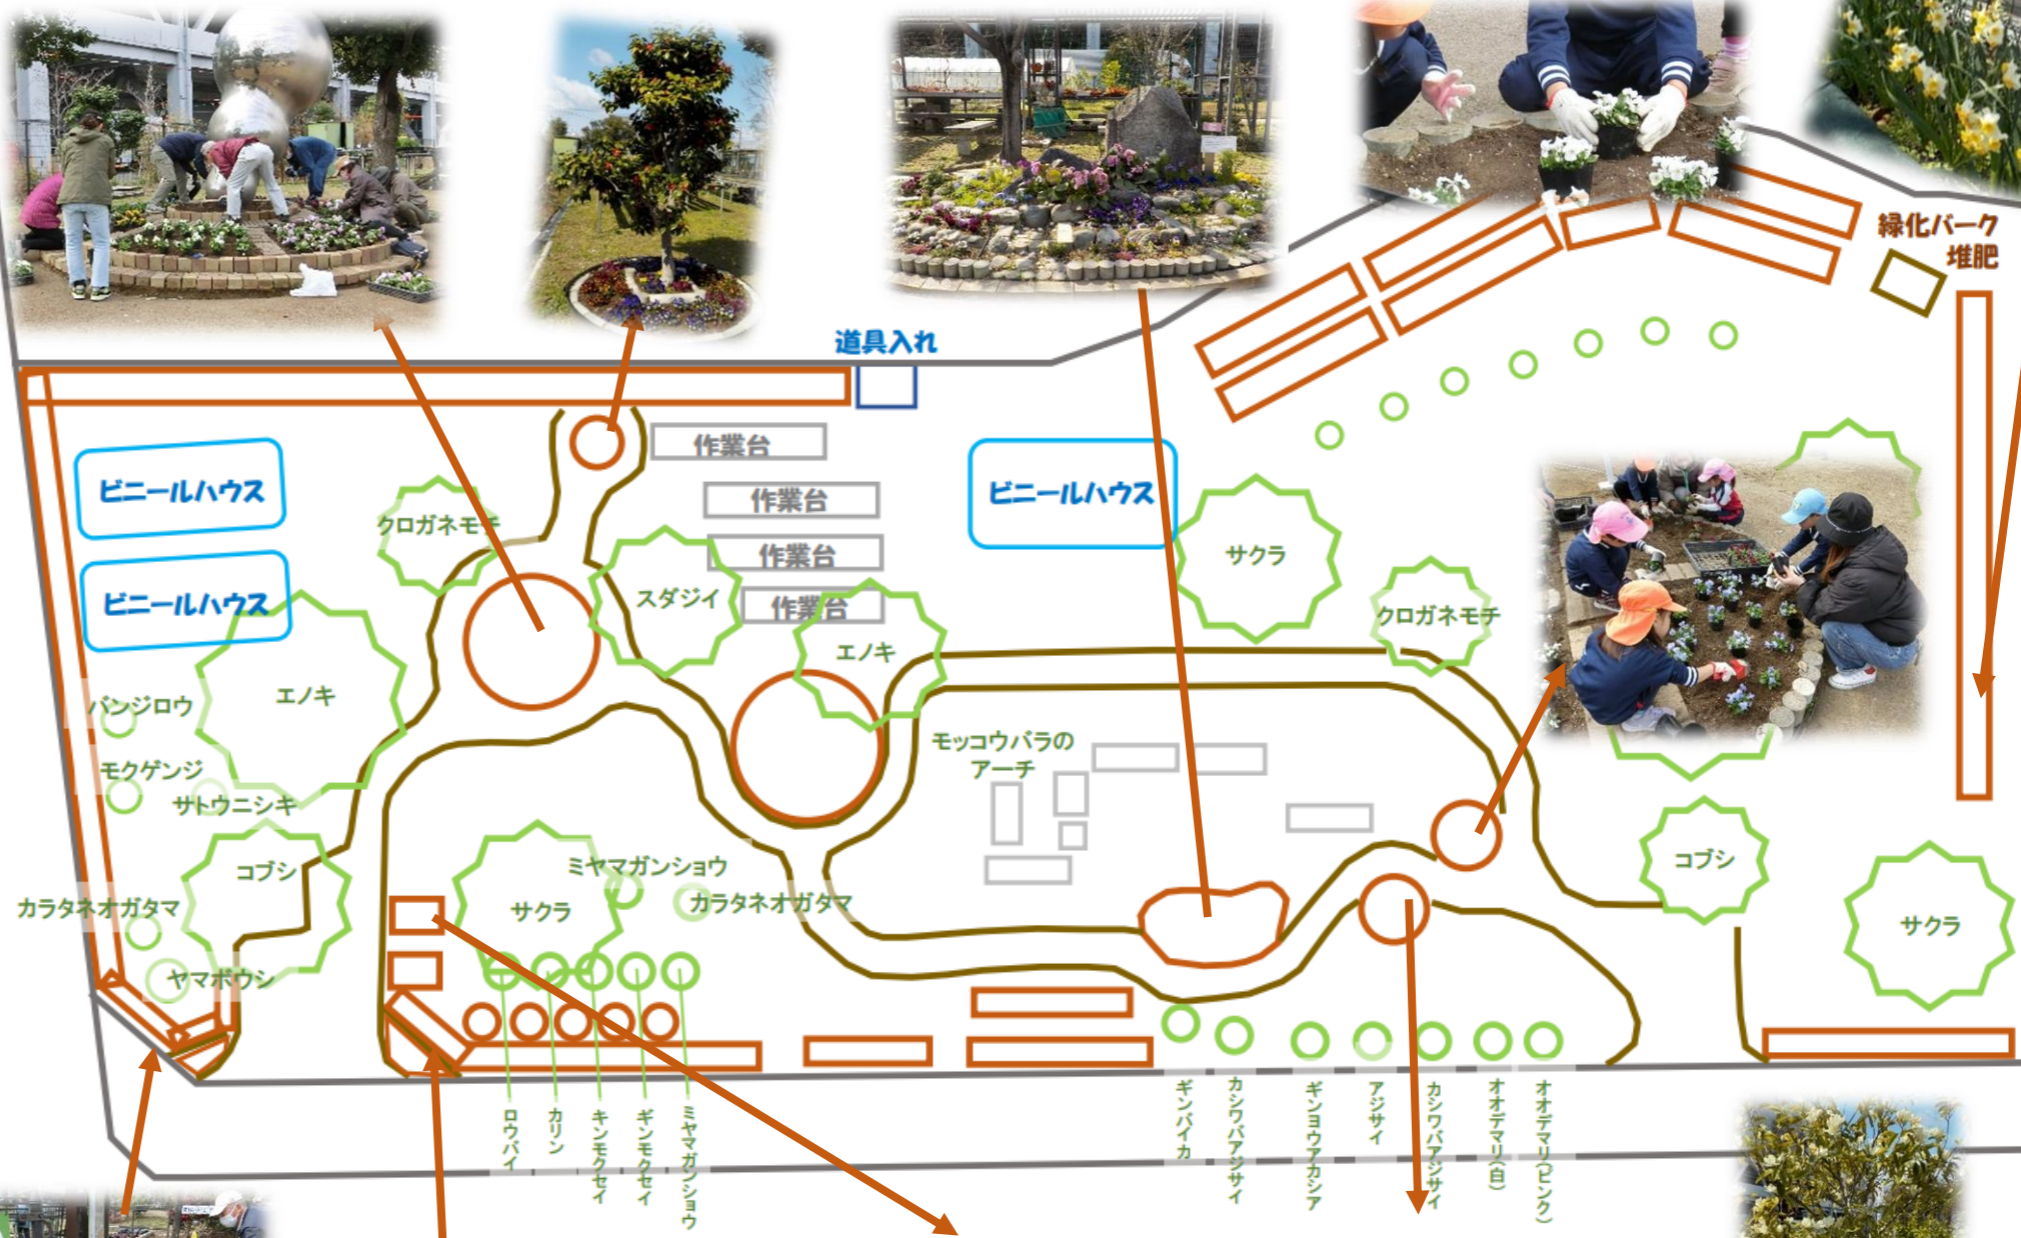 緑化バーク
堆肥
道具入れ
作業台
作業台
作業台
作業台
ビニールハウス
ビニールハウス
ビニールハウス
クロガネモチ
スダジイ
エノキ
サクラ
クロガネモチ
エノキ
バンジロウ
モクゲンジ
サトウニシキ
コブシ
カラタネオガタマ
ヤマボウシ
モッコウバラの
アーチ
ミヤマガンショウ
カラタネオガタマ
サクラ
コブシ
サクラ
ロウバイ
カリン
キンモクセイ
ギンモクセイ
ミヤマガンショウ
ギンバイカ
カシワバアジサイ
ギンヨウアカシア
アジサイ
カシワバアジサイ
オオデマリ(白)
オオデマリ(ピンク)